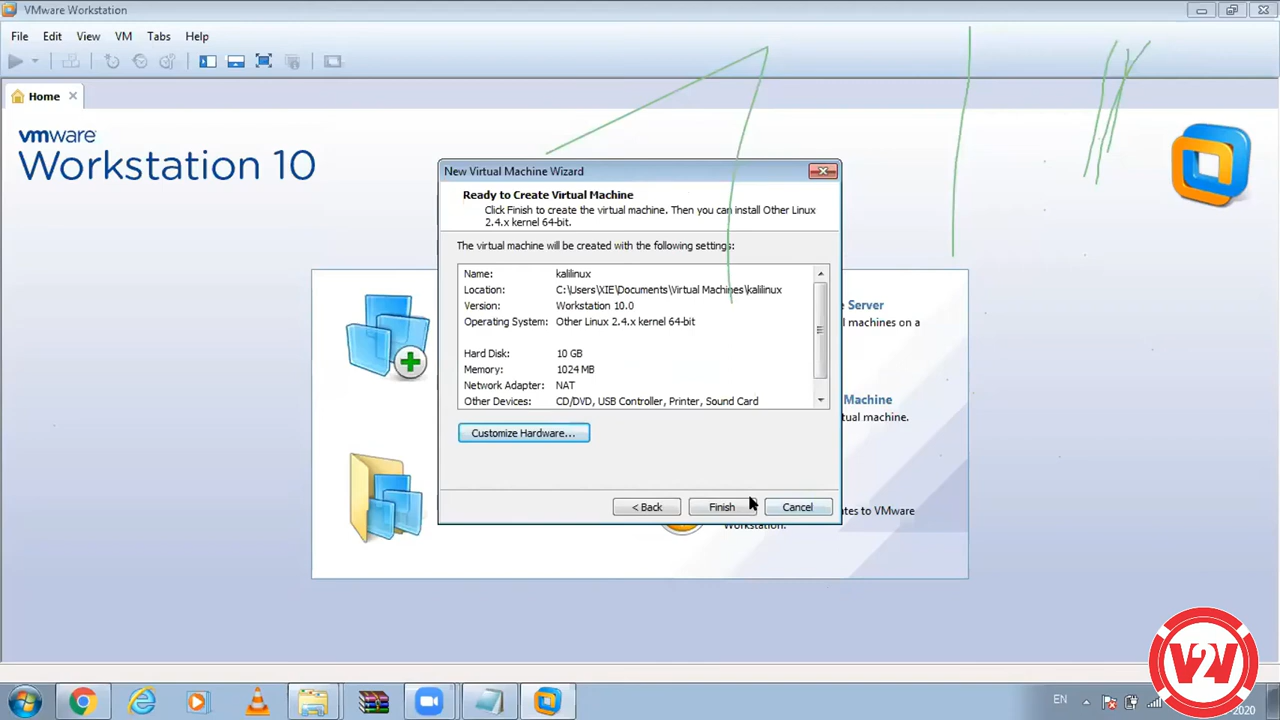 VMware Workstation
File Edit View VM Tabs Help
Home
vmware
Workstation 10
New Virtual Machine Wizard
Ready to Create Virtual Machine
Click Finish to create the virtual machine. Then you can install Other Linux
2.4.x kernel 64-bit.
The virtual machine will be created with the following settings:
Name: kalilinux
Location: C:\Users\XIE\Documents\Virtual Machines\kalilinux
Version: Workstation 10.0
Operating System: Other Linux 2.4.x kernel 64-bit
Hard Disk: 10 GB
Memory: 1024 MB
Network Adapter: NAT
Other Devices: CD/DVD, USB Controller, Printer, Sound Card
Customize Hardware...
< Back Finish Cancel
Server
machines on a
Machine
tual machine.
ates to VMware
Workstation.
V2V
EN
2020